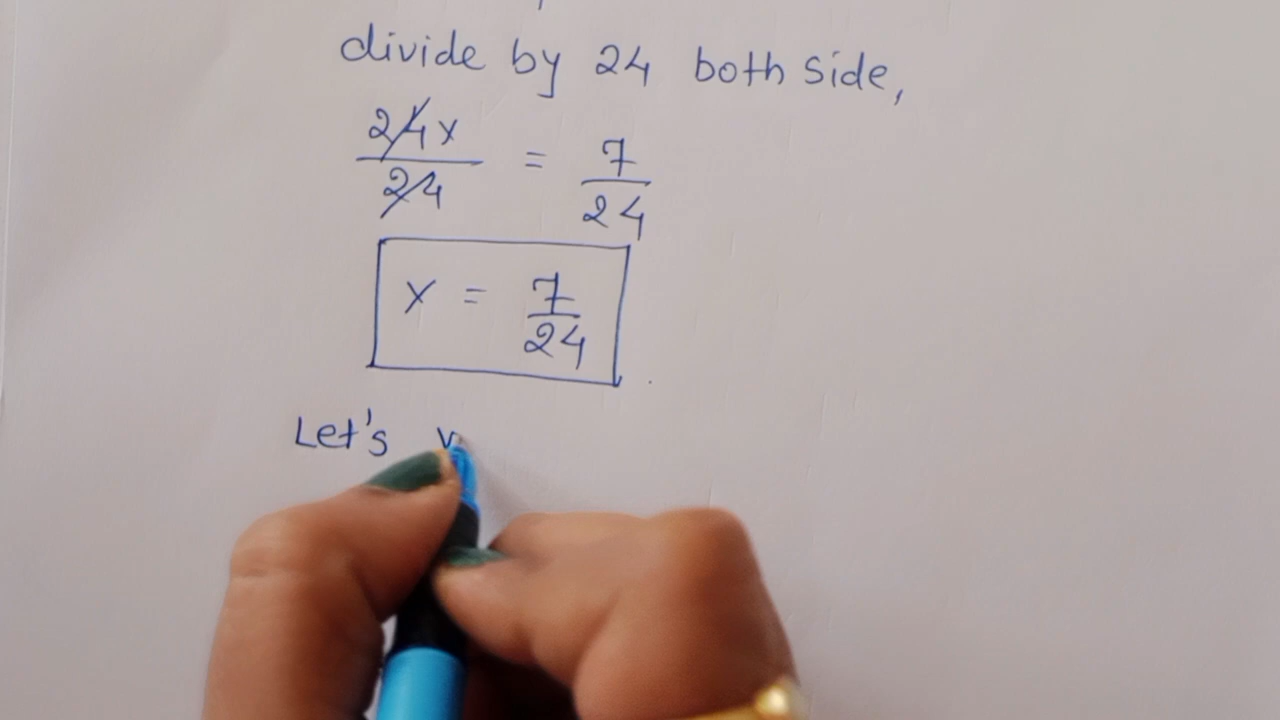 divide by 24 both side,
24x/24 = 7/24
x = 7/24
Let's